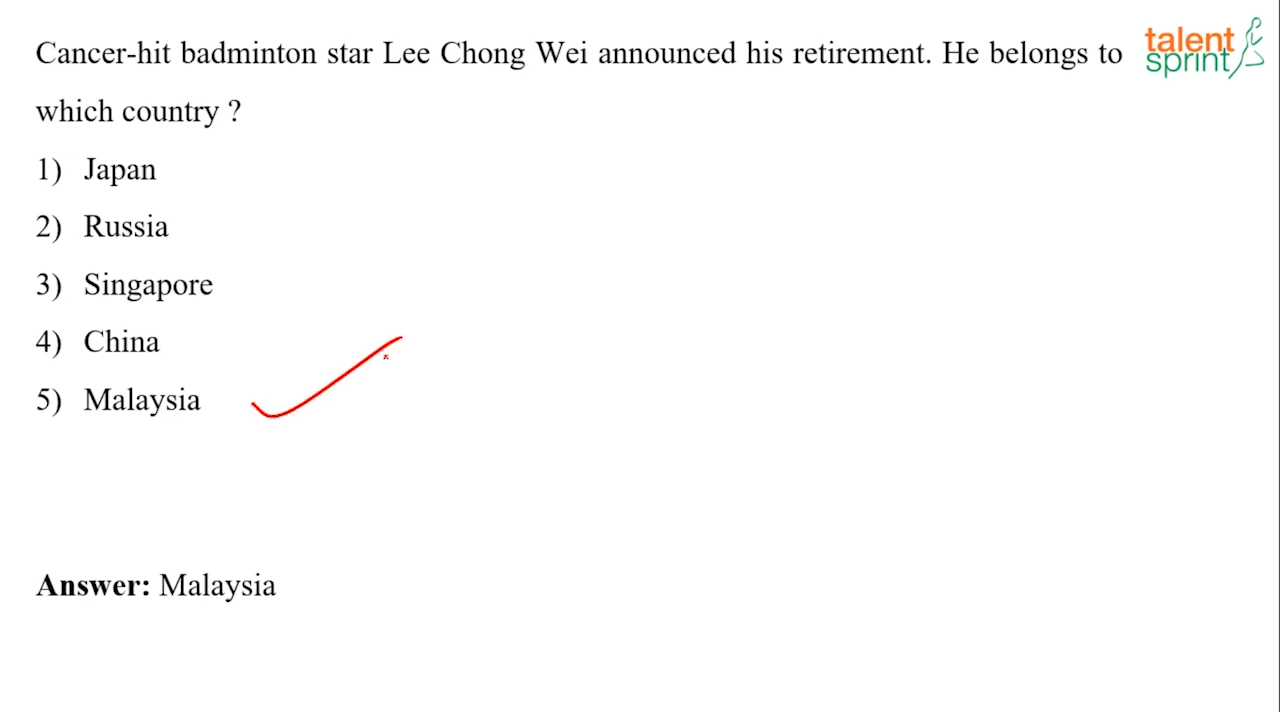 Cancer-hit badminton star Lee Chong Wei announced his retirement. He belongs to
which country ?
1) Japan
2) Russia
3) Singapore
4) China
5) Malaysia
Answer: Malaysia
talent
sprint